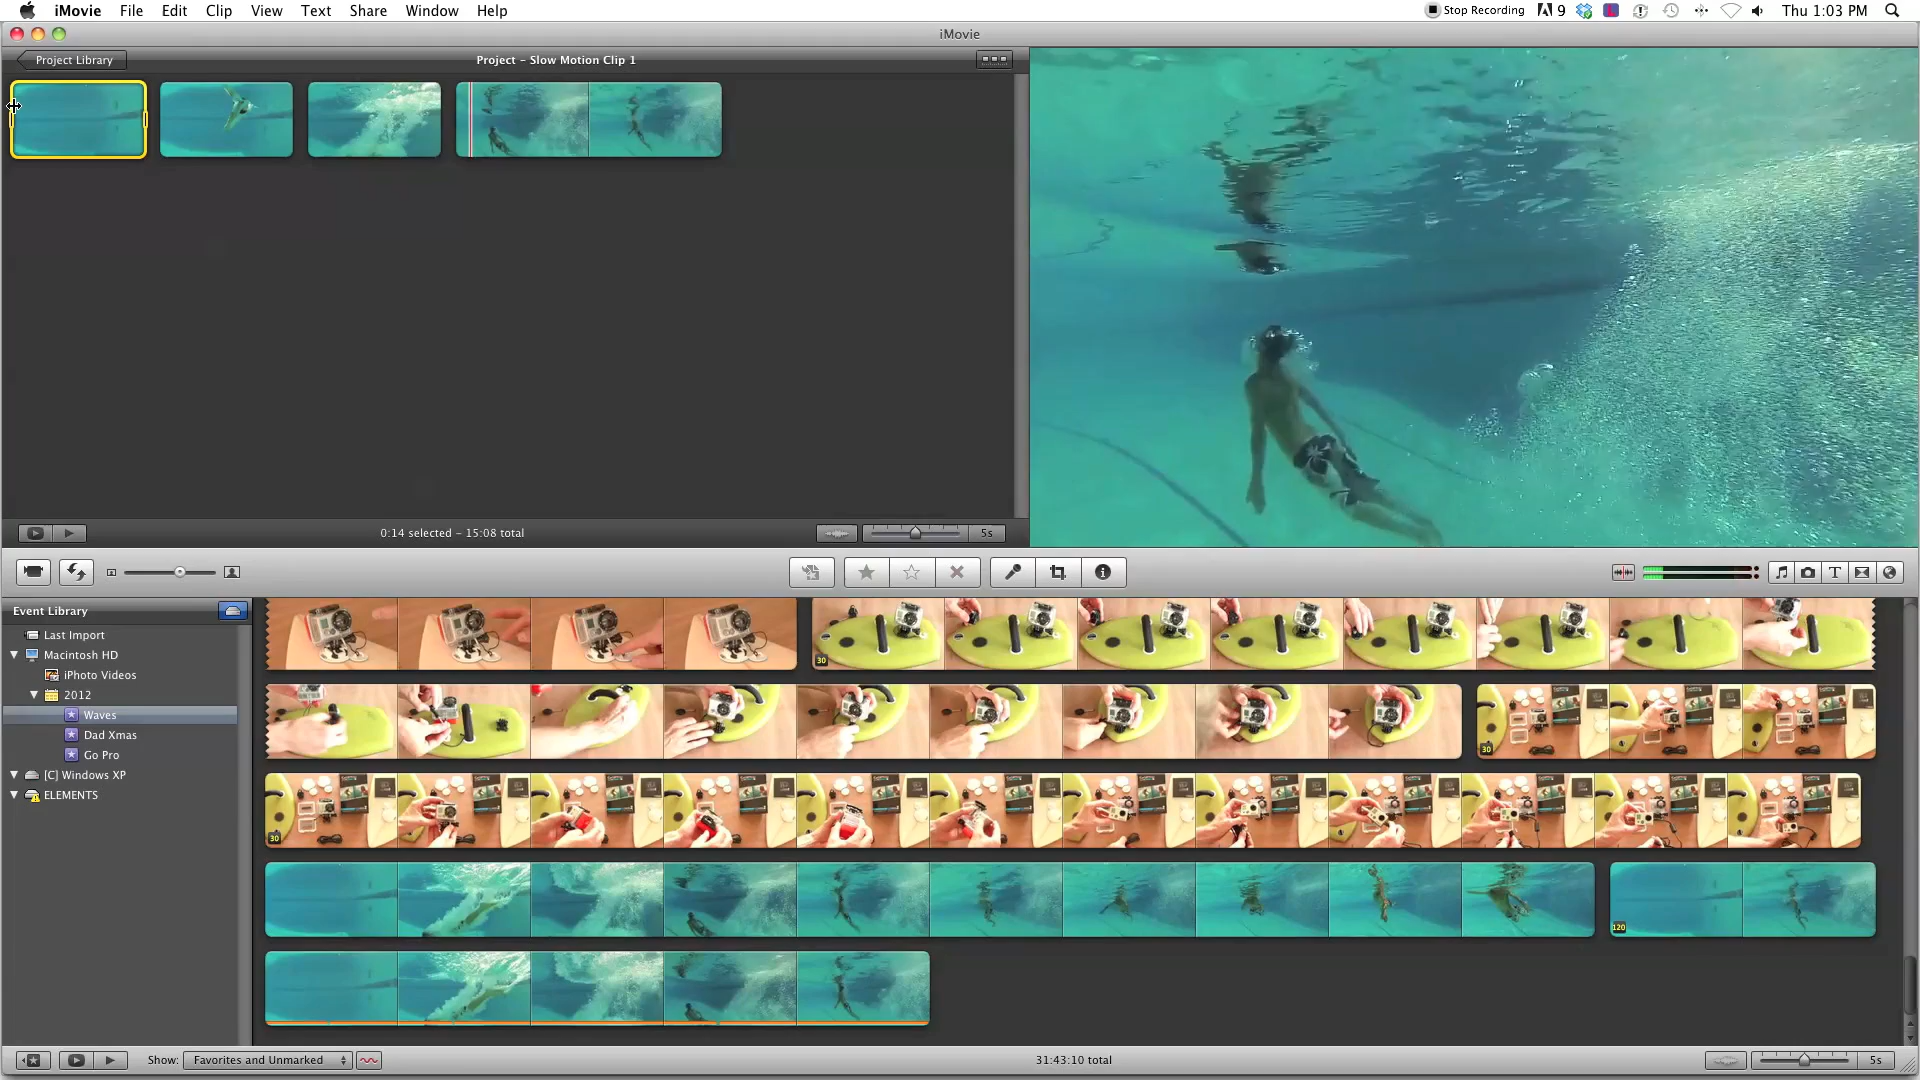 iMovie File Edit Clip View Text Share Window Help
Stop Recording 9 Thu 1:03 PM
iMovie
Project Library
Project - Slow Motion Clip 1
0:14 selected - 15:08 total
5s
Event Library
Last Import
Macintosh HD
iPhoto Videos
2012
Waves
Dad Xmas
Go Pro
[C] Windows XP
ELEMENTS
30
30
30
120
Show: Favorites and Unmarked
31:43:10 total
5s